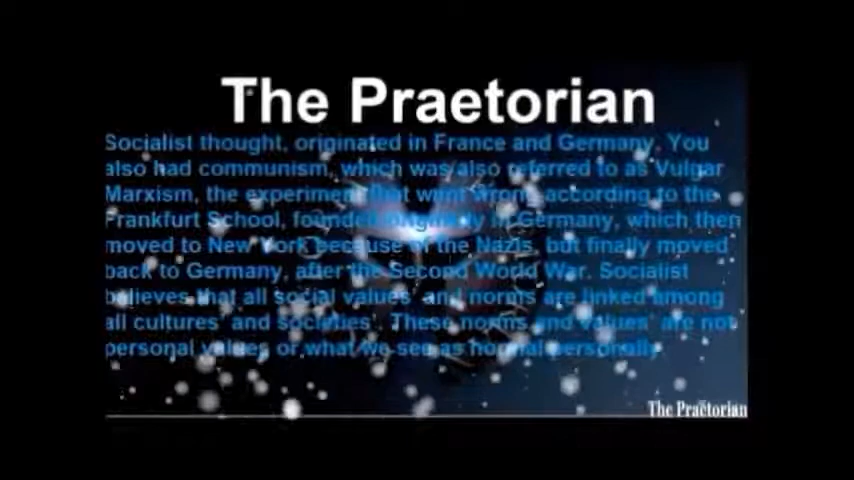 The Praetorian
Socialist thought, originated in France and Germany. You
also had communism, which was also referred to as Vulgar
Marxism, the experiment that went wrong according to the
Frankfurt School, founded originally in Germany, which then
moved to New York because of the Nazis, but finally moved
back to Germany, after the Second World War. Socialist
believes that all social values' and norms are linked among
all cultures' and societies'. These norms and values' are not
personal values or what we see as normal personally.
The Praetorian